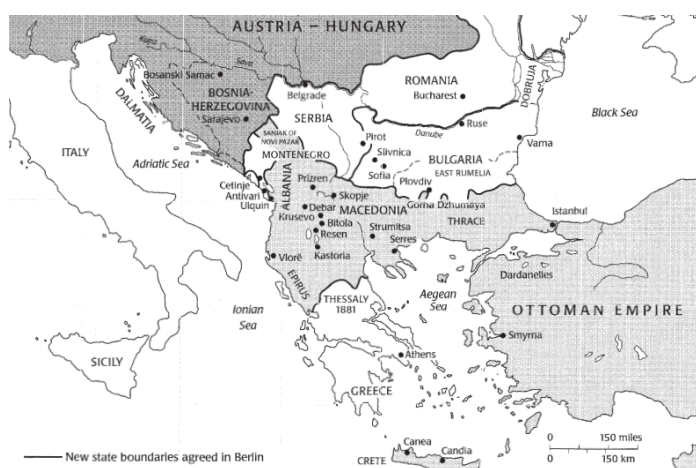 AUSTRIA – HUNGARY
Kupa
Sava
Bosanski Samac
BOSNIA-
HERZEGOVINA
Sarajevo
DALMATIA
Belgrade
SERBIA
ROMANIA
Bucharest
DOBRUJA
Black Sea
ITALY
Adriatic Sea
SANJAK OF
NOVI PAZAR
MONTENEGRO
Pirot
Slivnica
Sofia
Danube
Ruse
Varna
BULGARIA
EAST RUMELIA
Plovdiv
Cetinje
Antivari
Ulquin
ALBANIA
Prizren
Skopje
Debar
MACEDONIA
Gorna Dzhumaya
THRACE
Istanbul
Krusevo
Bitola
Resen
Strumitsa
Serres
Kastoria
Vlorë
EPIRUS
Dardanelles
Ionian
Sea
THESSALY
1881
Aegean
Sea
OTTOMAN EMPIRE
Smyrna
SICILY
Athens
GREECE
Canea
Candia
CRETE
New state boundaries agreed in Berlin
0 150 miles
0 150 km